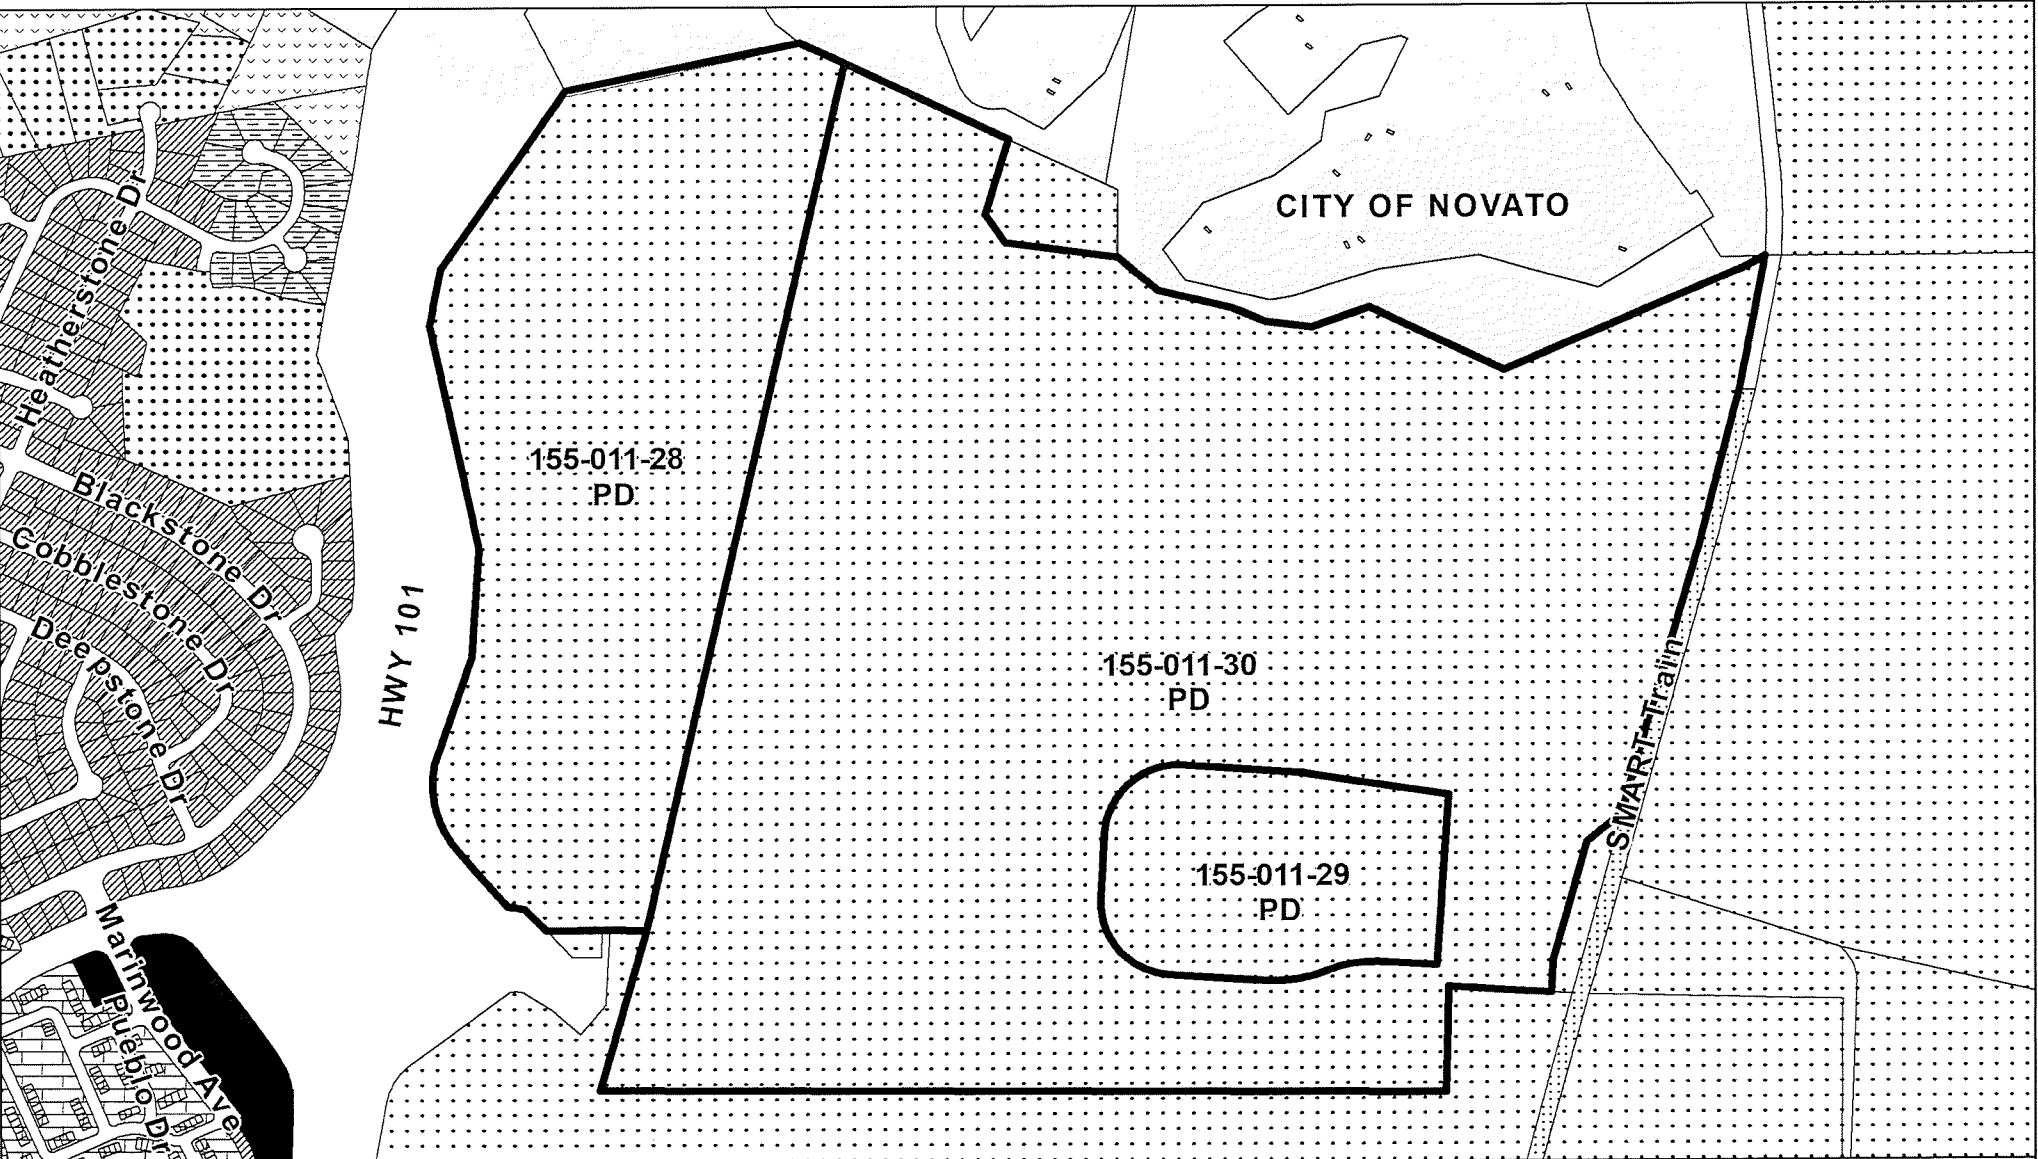 CITY OF NOVATO
Heatherstone Dr
155-011-28
PD
Blackstone Dr
Cobblestone Dr
Deepstone Dr
HWY 101
155-011-30
PD
SMART Train
155-011-29
PD
Marinwood Ave
Pueblo Dr